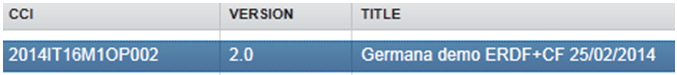 CCI VERSION TITLE
2014IT16M1OP002 2.0 Germana demo ERDF+CF 25/02/2014